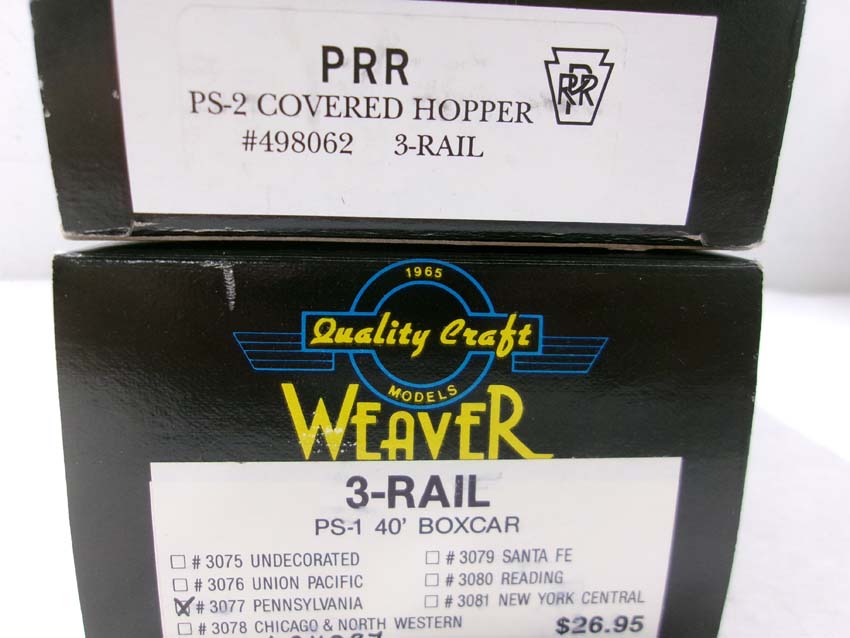 PRR
PRR
PS-2 COVERED HOPPER
#498062 3-RAIL
1965
Quality Craft
MODELS
WEAVER
3-RAIL
PS-1 40' BOXCAR
# 3075 UNDECORATED
# 3076 UNION PACIFIC
# 3077 PENNSYLVANIA
# 3078 CHICAGO & NORTH WESTERN
# 3079 SANTA FE
# 3080 READING
# 3081 NEW YORK CENTRAL
$26.95